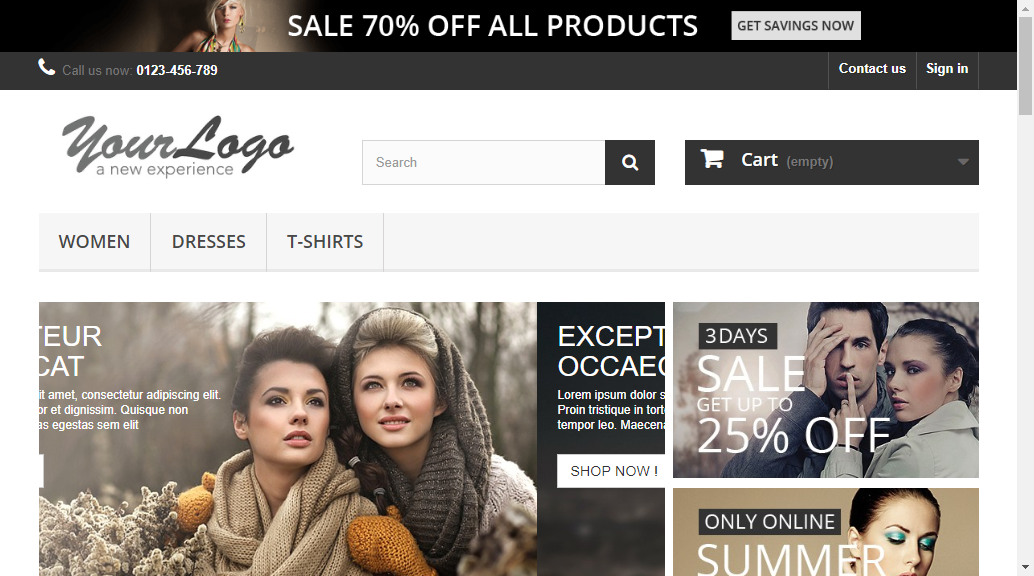 SALE 70% OFF ALL PRODUCTS
GET SAVINGS NOW
Call us now: 0123-456-789
Contact us
Sign in
YourLogo
a new experience
Search
Cart (empty)
WOMEN
DRESSES
T-SHIRTS
TEUR
CAT
it amet, consectetur adipiscing elit.
or et dignissim. Quisque non
as egestas sem elit
EXCEPT
OCCAEC
Lorem ipsum dolor s
Proin tristique in tort
tempor leo. Maecena
SHOP NOW !
3 DAYS
SALE
GET UP TO
25% OFF
ONLY ONLINE
SUMMER